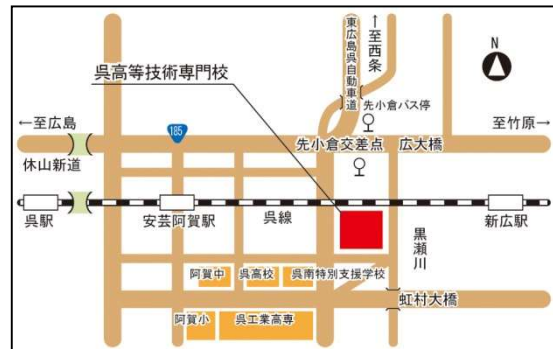 東広島呉自動車道
↑至西条
N
呉高等技術専門校
先小倉バス停
←至広島
185
至竹原→
先小倉交差点
広大橋
休山新道
呉駅
安芸阿賀駅
呉線
新広駅
黒瀬川
阿賀中
呉高校
呉南特別支援学校
虹村大橋
阿賀小
呉工業高専